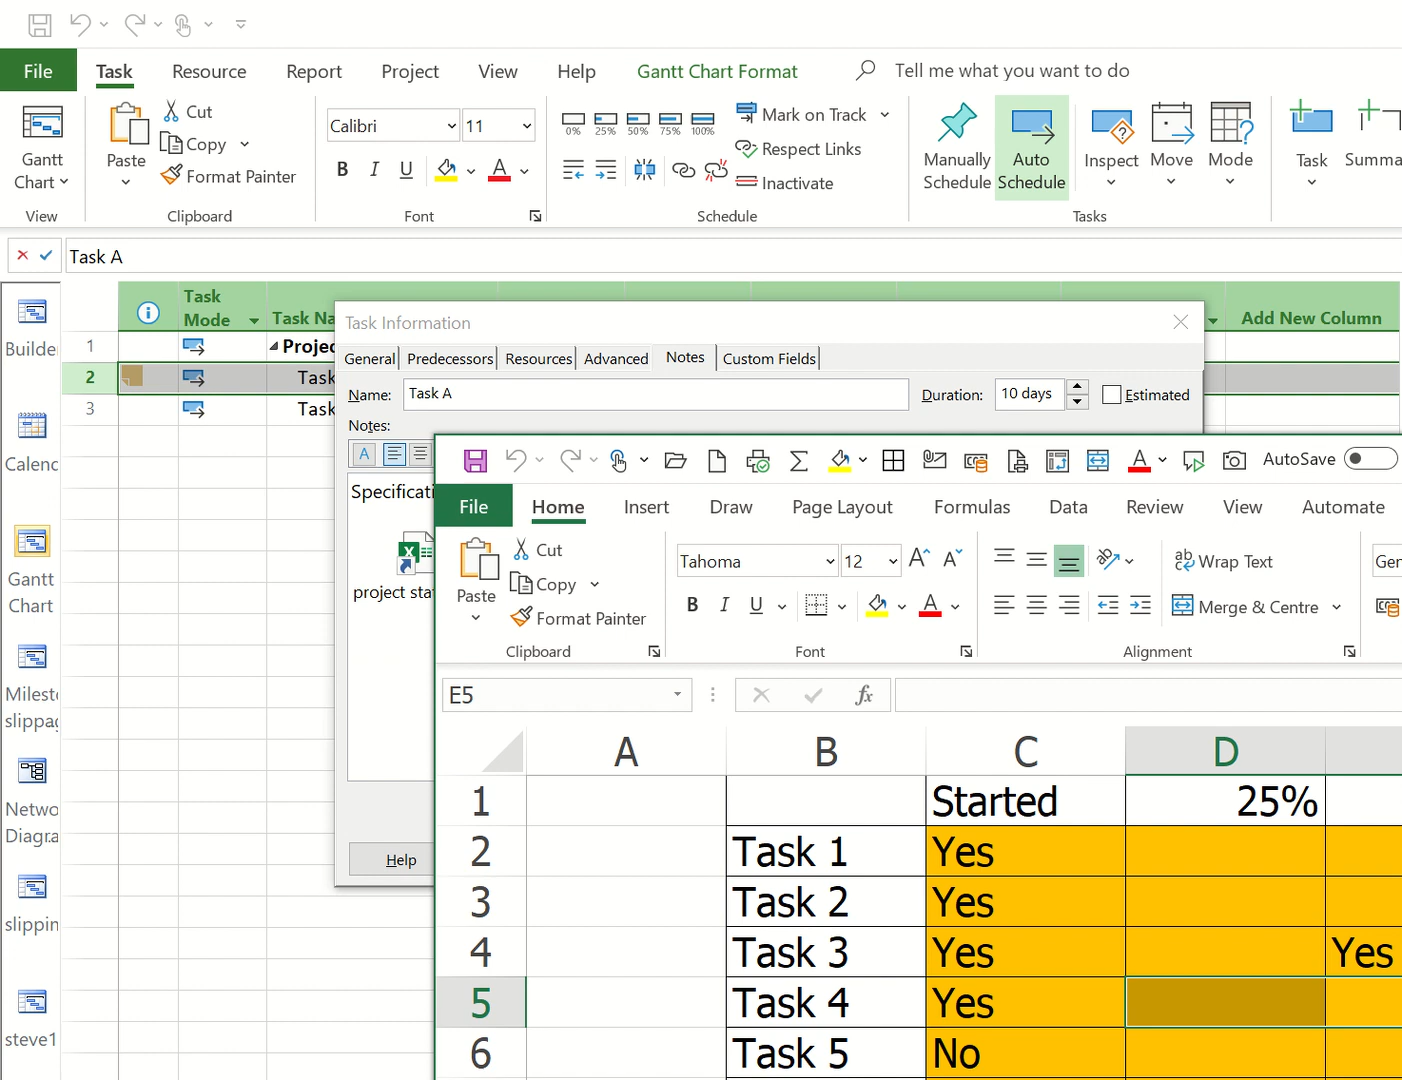 File Task Resource Report Project View Help Gantt Chart Format Tell me what you want to do
Gantt
Chart
View
Paste
Cut
Copy
Format Painter
Clipboard
Calibri 11
B I U A
Font
0% 25% 50% 75% 100%
Mark on Track
Respect Links
Inactivate
Schedule
Manually
Schedule
Auto
Schedule
Inspect
Move
Mode
Tasks
Task
Summa
Task A
Task
Mode
Task Na
Add New Column
1 Projec
2 Task
3 Task
Builde
Calenc
Gantt
Chart
Milest
slippag
Netwo
Diagra
slippin
steve1
Task Information
General Predecessors Resources Advanced Notes Custom Fields
Name: Task A Duration: 10 days Estimated
Notes:
A
Specificati
project stat
Help
A AutoSave
File Home Insert Draw Page Layout Formulas Data Review View Automate
Paste
Cut
Copy
Format Painter
Clipboard
Tahoma 12 A A
B I U A
Font
ab Wrap Text
Merge & Centre
Alignment
Gen
E5 fx
A B C D
1 Started 25%
2 Task 1 Yes
3 Task 2 Yes
4 Task 3 Yes Yes
5 Task 4 Yes
6 Task 5 No